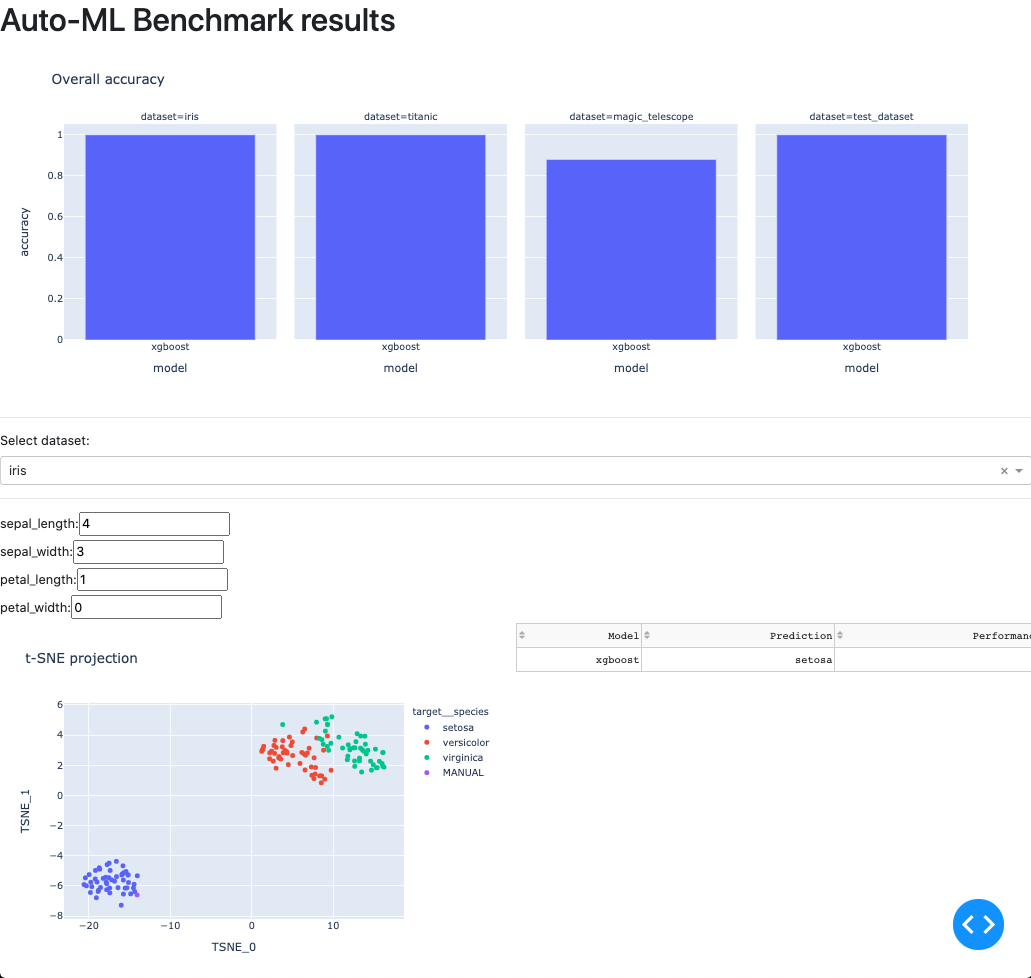 Auto-ML Benchmark results
Overall accuracy
dataset=iris dataset=titanic dataset=magic_telescope dataset=test_dataset
1
0.8
0.6
0.4
0.2
0
accuracy
xgboost xgboost xgboost xgboost
model model model model
Select dataset:
iris × 
sepal_length: 4
sepal_width: 3
petal_length: 1
petal_width: 0
Model Prediction Performan
xgboost setosa
t-SNE projection
6
4
2
0
−2
−4
−6
−8
TSNE_1
−20 −10 0 10
TSNE_0
target__species
setosa
versicolor
virginica
MANUAL